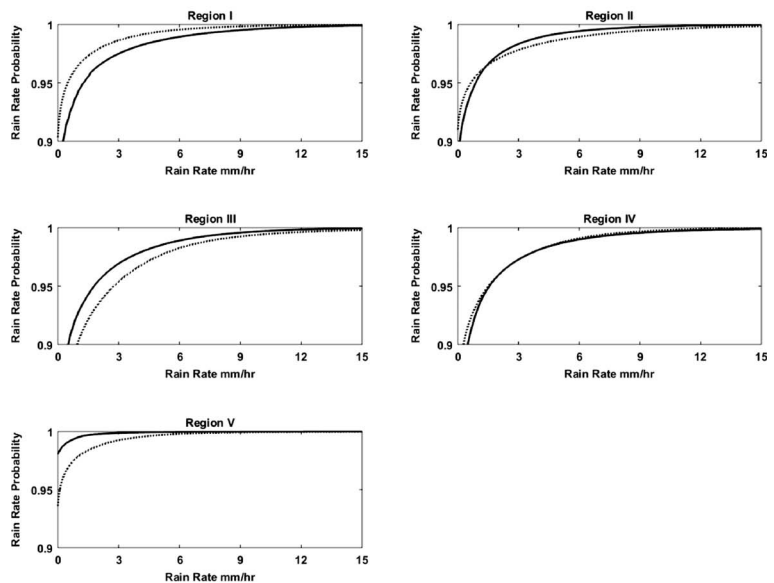 Region I
Rain Rate Probability
1
0.95
0.9
0 3 6 9 12 15
Rain Rate mm/hr
Region II
Rain Rate Probability
1
0.95
0.9
0 3 6 9 12 15
Rain Rate mm/hr
Region III
Rain Rate Probability
1
0.95
0.9
0 3 6 9 12 15
Rain Rate mm/hr
Region IV
Rain Rate Probability
1
0.95
0.9
0 3 6 9 12 15
Rain Rate mm/hr
Region V
Rain Rate Probability
1
0.95
0.9
0 3 6 9 12 15
Rain Rate mm/hr